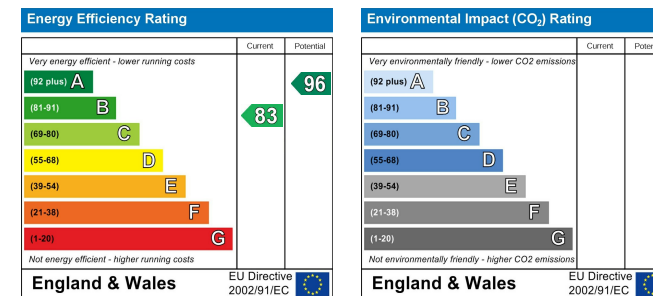 Energy Efficiency Rating
Current Potential
Very energy efficient - lower running costs
(92 plus) A
96
(81-91) B
83
(69-80) C
(55-68) D
(39-54) E
(21-38) F
(1-20) G
Not energy efficient - higher running costs
England & Wales
EU Directive
2002/91/EC
Environmental Impact (CO₂) Rating
Current Poten
Very environmentally friendly - lower CO2 emissions
(92 plus) A
(81-91) B
(69-80) C
(55-68) D
(39-54) E
(21-38) F
(1-20) G
Not environmentally friendly - higher CO2 emissions
England & Wales
EU Directive
2002/91/EC